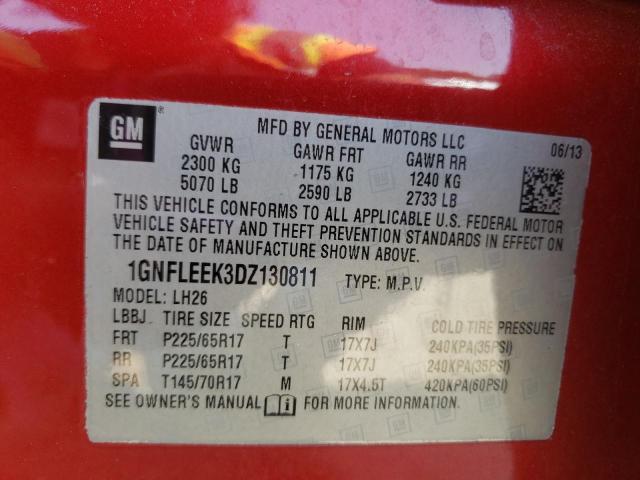 GM ®
MFD BY GENERAL MOTORS LLC
06/13
GVWR GAWR FRT GAWR RR
2300 KG 1175 KG 1240 KG
5070 LB 2590 LB 2733 LB
THIS VEHICLE CONFORMS TO ALL APPLICABLE U.S. FEDERAL MOTOR
VEHICLE SAFETY AND THEFT PREVENTION STANDARDS IN EFFECT ON
THE DATE OF MANUFACTURE SHOWN ABOVE.
1GNFLEEK3DZ130811 TYPE: M.P.V.
MODEL: LH26
LBBJ TIRE SIZE SPEED RTG RIM COLD TIRE PRESSURE
FRT P225/65R17 T 17X7J 240KPA(35PSI)
RR P225/65R17 T 17X7J 240KPA(35PSI)
SPA T145/70R17 M 17X4.5T 420KPA(60PSI)
SEE OWNER'S MANUAL i FOR MORE INFORMATION.